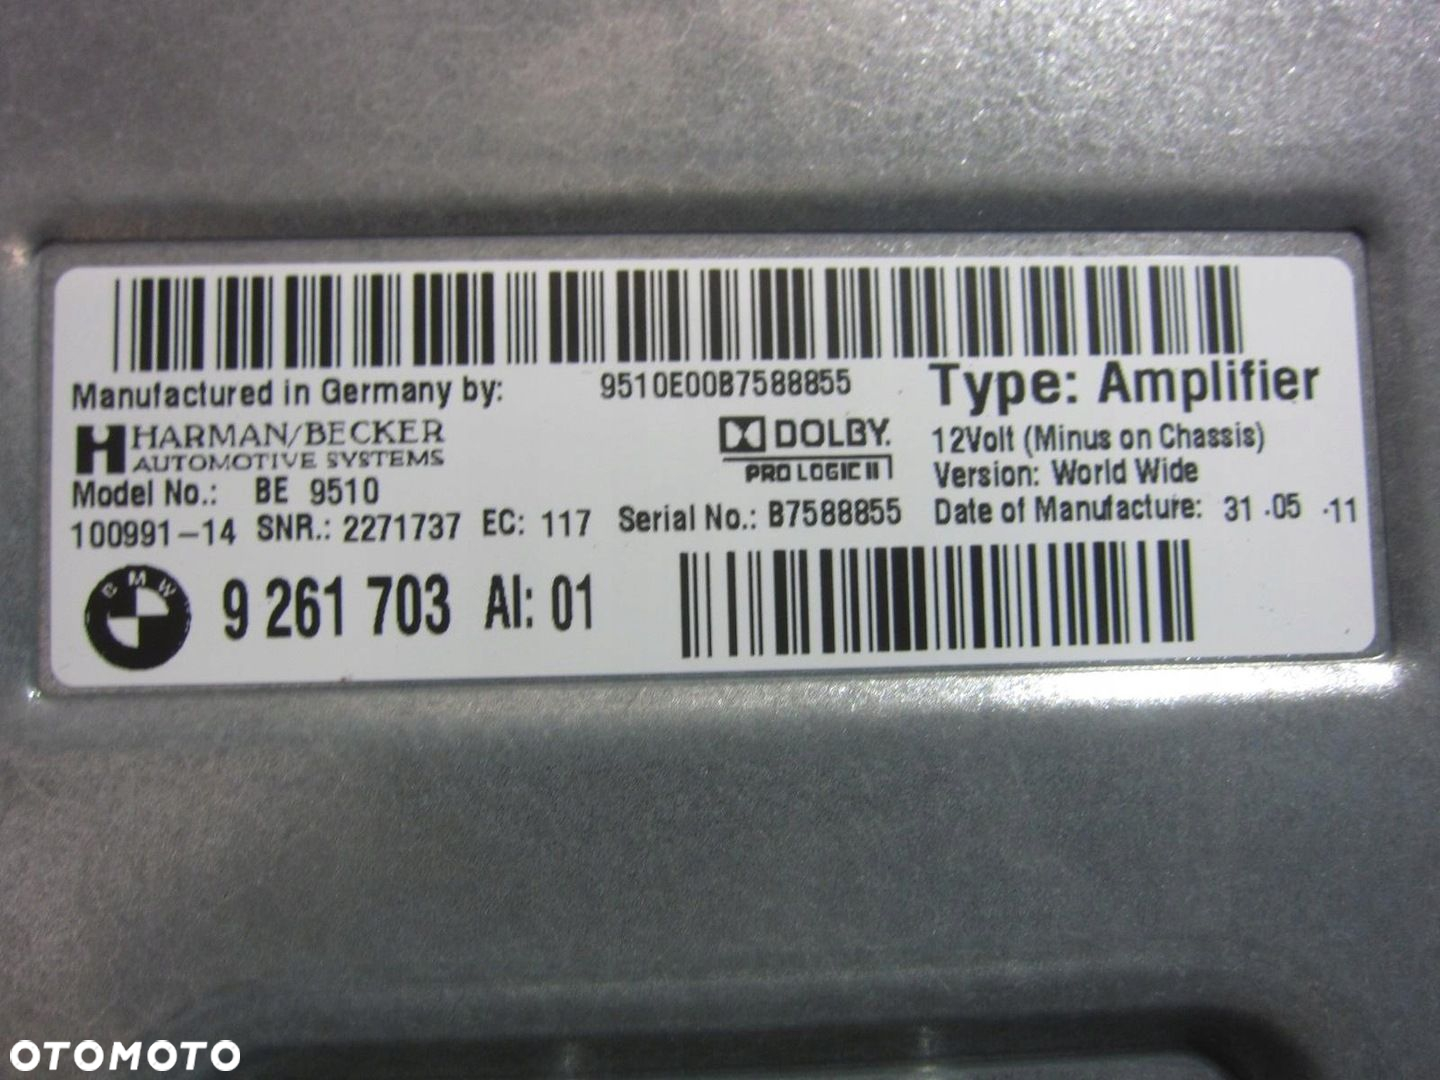 Manufactured in Germany by:
9510E00B7588855
Type: Amplifier
HARMAN/BECKER
AUTOMOTIVE SYSTEMS
DOLBY.
PRO LOGIC II
12Volt (Minus on Chassis)
Version: World Wide
Model No.: BE 9510
100991-14 SNR.: 2271737 EC: 117 Serial No.: B7588855 Date of Manufacture: 31.05.11
BMW
9 261 703 AI: 01
OTOMOTO